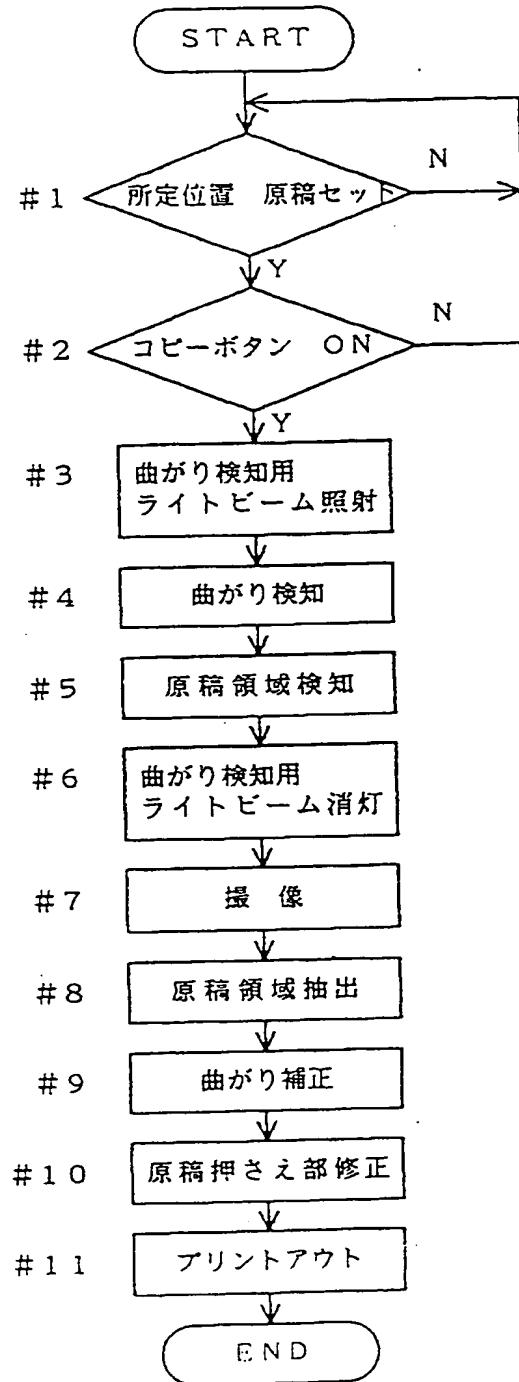 START
N
#1 所定位置 原稿セット
Y
N
#2 コピーボタン ON
Y
#3 曲がり検知用
ライトビーム照射
#4 曲がり検知
#5 原稿領域検知
#6 曲がり検知用
ライトビーム消灯
#7 撮像
#8 原稿領域抽出
#9 曲がり補正
#10 原稿押さえ部修正
#11 プリントアウト
END